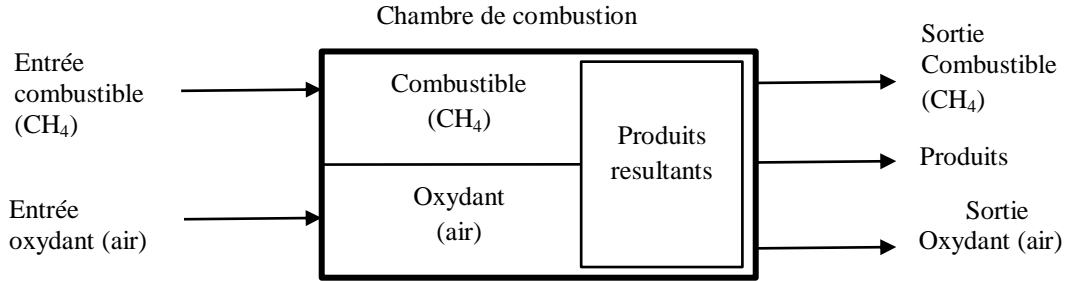 Chambre de combustion
Entrée
combustible
(CH₄)
Entrée
oxydant (air)
Combustible
(CH₄)
Oxydant
(air)
Produits
resultants
Sortie
Combustible
(CH₄)
Produits
Sortie
Oxydant (air)